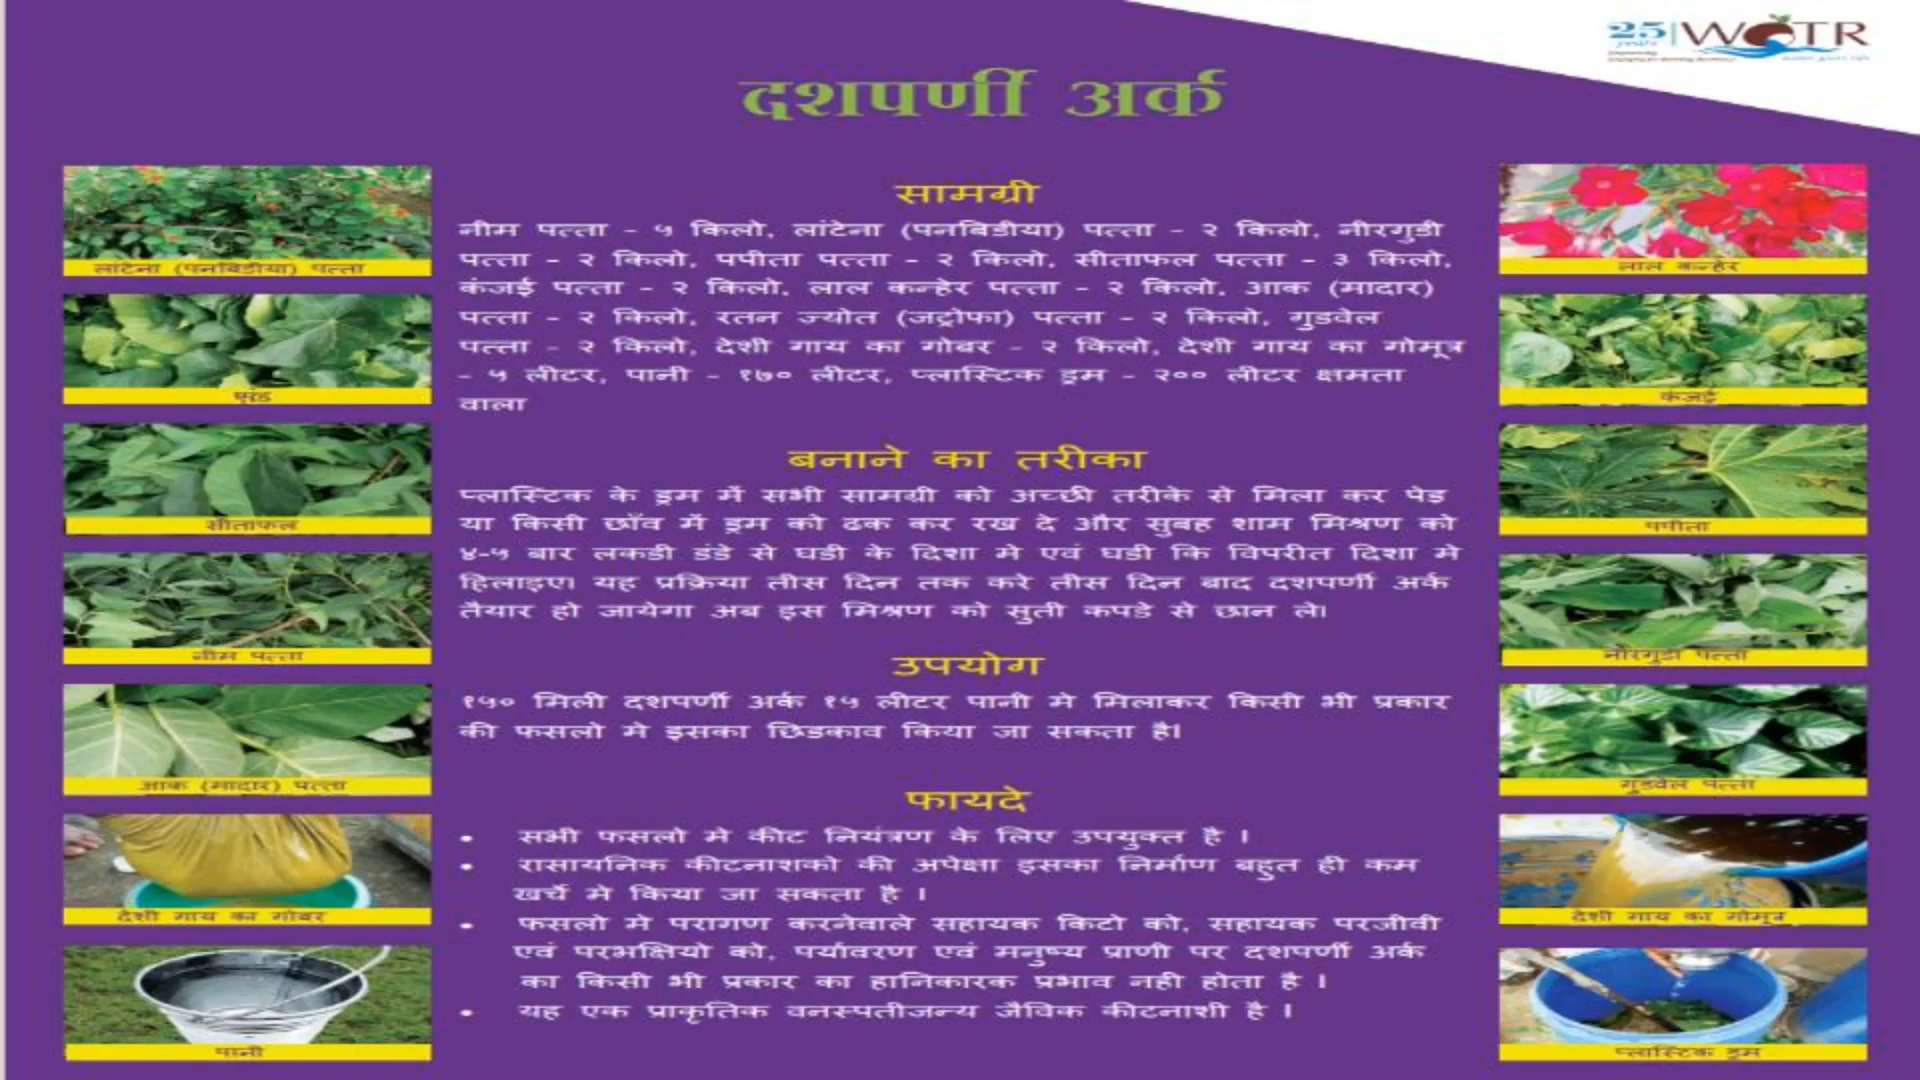 25 WOTR
years
दशपर्णी अर्क
सामग्री
नीम पत्ता - ५ किलो, लांटेना (पनबिडीया) पत्ता - २ किलो, नीरगुडी
पत्ता - २ किलो, पपीता पत्ता - २ किलो, सीताफल पत्ता - ३ किलो,
कंजई पत्ता - २ किलो, लाल कन्हेर पत्ता - २ किलो, आक (मादार)
पत्ता - २ किलो, रतन ज्योत (जट्रोफा) पत्ता - २ किलो, गुडवेल
पत्ता - २ किलो, देशी गाय का गोबर - २ किलो, देशी गाय का गोमूत्र
- ५ लीटर, पानी - १७० लीटर, प्लास्टिक ड्रम - २०० लीटर क्षमता
वाला
बनाने का तरीका
प्लास्टिक के ड्रम में सभी सामग्री को अच्छी तरीके से मिला कर पेड़
या किसी छाँव में ड्रम को ढक कर रख दे और सुबह शाम मिश्रण को
४-५ बार लकडी डंडे से घडी के दिशा मे एवं घडी कि विपरीत दिशा मे
हिलाइए। यह प्रक्रिया तीस दिन तक करे तीस दिन बाद दशपर्णी अर्क
तैयार हो जायेगा अब इस मिश्रण को सुती कपडे से छान ले।
उपयोग
१५० मिली दशपर्णी अर्क १५ लीटर पानी मे मिलाकर किसी भी प्रकार
की फसलो मे इसका छिडकाव किया जा सकता है।
फायदे
• सभी फसलो मे कीट नियंत्रण के लिए उपयुक्त है ।
• रासायनिक कीटनाशको की अपेक्षा इसका निर्माण बहुत ही कम
खर्चे मे किया जा सकता है ।
• फसलो मे परागण करनेवाले सहायक किटो को, सहायक परजीवी
एवं परभक्षियो को, पर्यावरण एवं मनुष्य प्राणी पर दशपर्णी अर्क
का किसी भी प्रकार का हानिकारक प्रभाव नही होता है ।
• यह एक प्राकृतिक वनस्पतीजन्य जैविक कीटनाशी है ।
लांटेना (पनबिडीया) पत्ता
एरंड
सीताफल
नीम पत्ता
आक (मादार) पत्ता
देशी गाय का गोबर
पानी
लाल कन्हेर
कंजई
पपीता
नीरगुडी पत्ता
गुडवेल पत्ता
देशी गाय का गोमूत्र
प्लास्टिक ड्रम